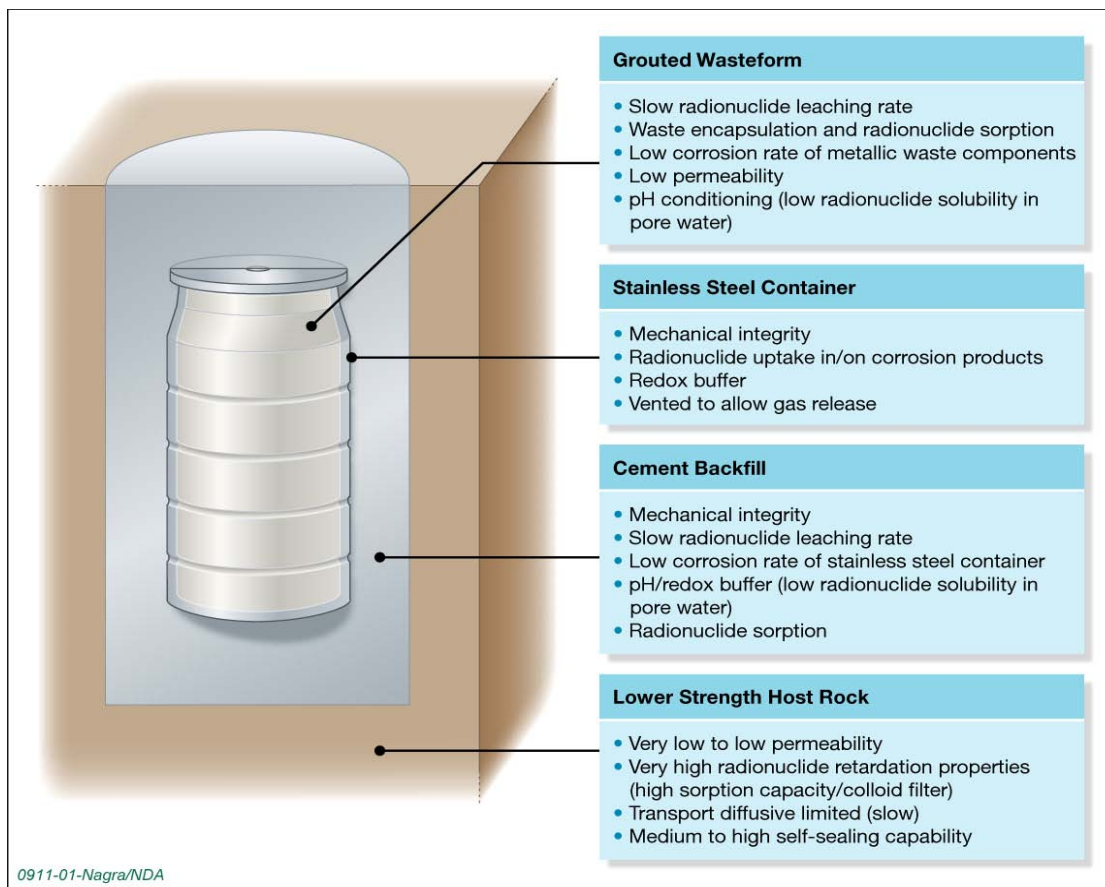 Grouted Wasteform
• Slow radionuclide leaching rate
• Waste encapsulation and radionuclide sorption
• Low corrosion rate of metallic waste components
• Low permeability
• pH conditioning (low radionuclide solubility in
pore water)
Stainless Steel Container
• Mechanical integrity
• Radionuclide uptake in/on corrosion products
• Redox buffer
• Vented to allow gas release
Cement Backfill
• Mechanical integrity
• Slow radionuclide leaching rate
• Low corrosion rate of stainless steel container
• pH/redox buffer (low radionuclide solubility in
pore water)
• Radionuclide sorption
Lower Strength Host Rock
• Very low to low permeability
• Very high radionuclide retardation properties
(high sorption capacity/colloid filter)
• Transport diffusive limited (slow)
• Medium to high self-sealing capability
0911-01-Nagra/NDA